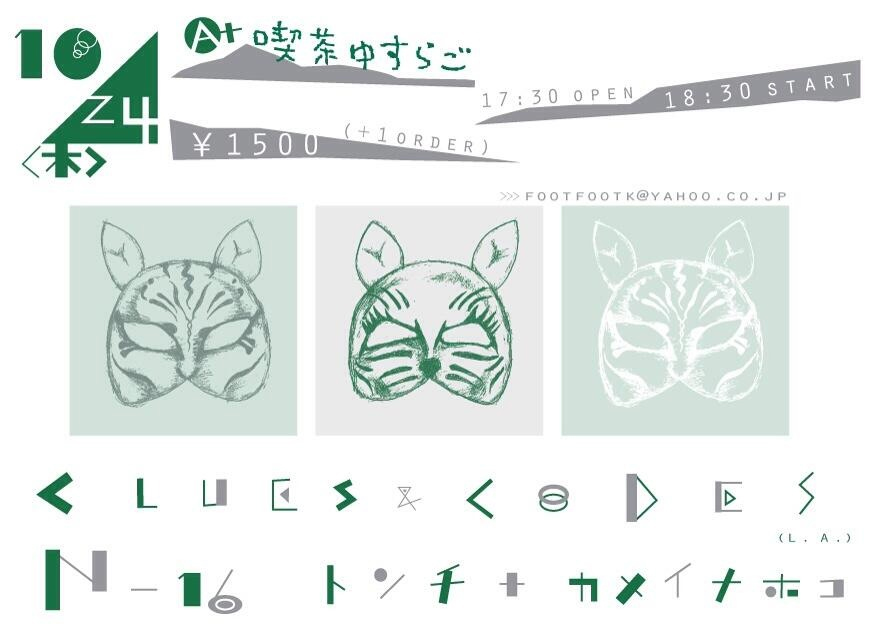 10
24
<木>
At 喫茶ゆすらご
17:30 OPEN 18:30 START
¥1500 (+1ORDER)
>>>FOOTFOOTK@YAHOO.CO.JP
CLUES&CODES
(L.A.)
N-16 トンチ+カメイナホコ